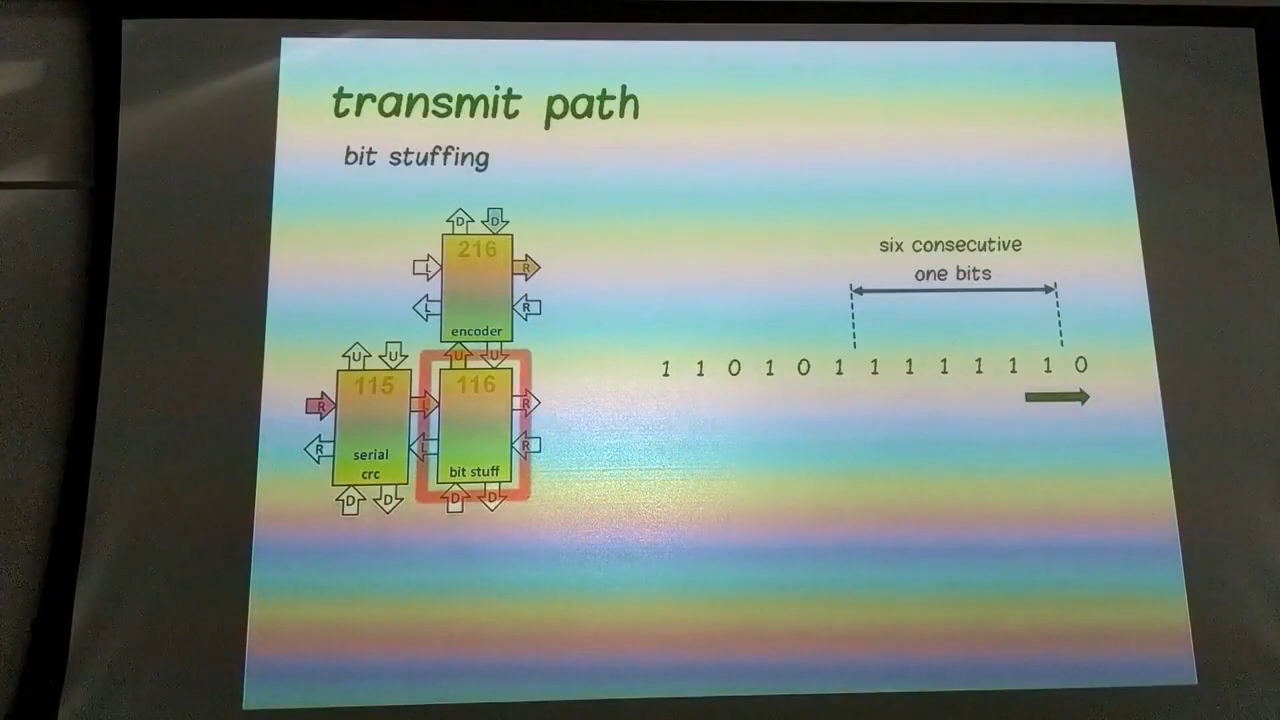 transmit path
bit stuffing
D D
216
L R
L R
encoder
six consecutive
one bits
U U U U
115 116
R L R
R L R
serial
crc
bit stuff
D D D D
1 1 0 1 0 1 1 1 1 1 1 1 0